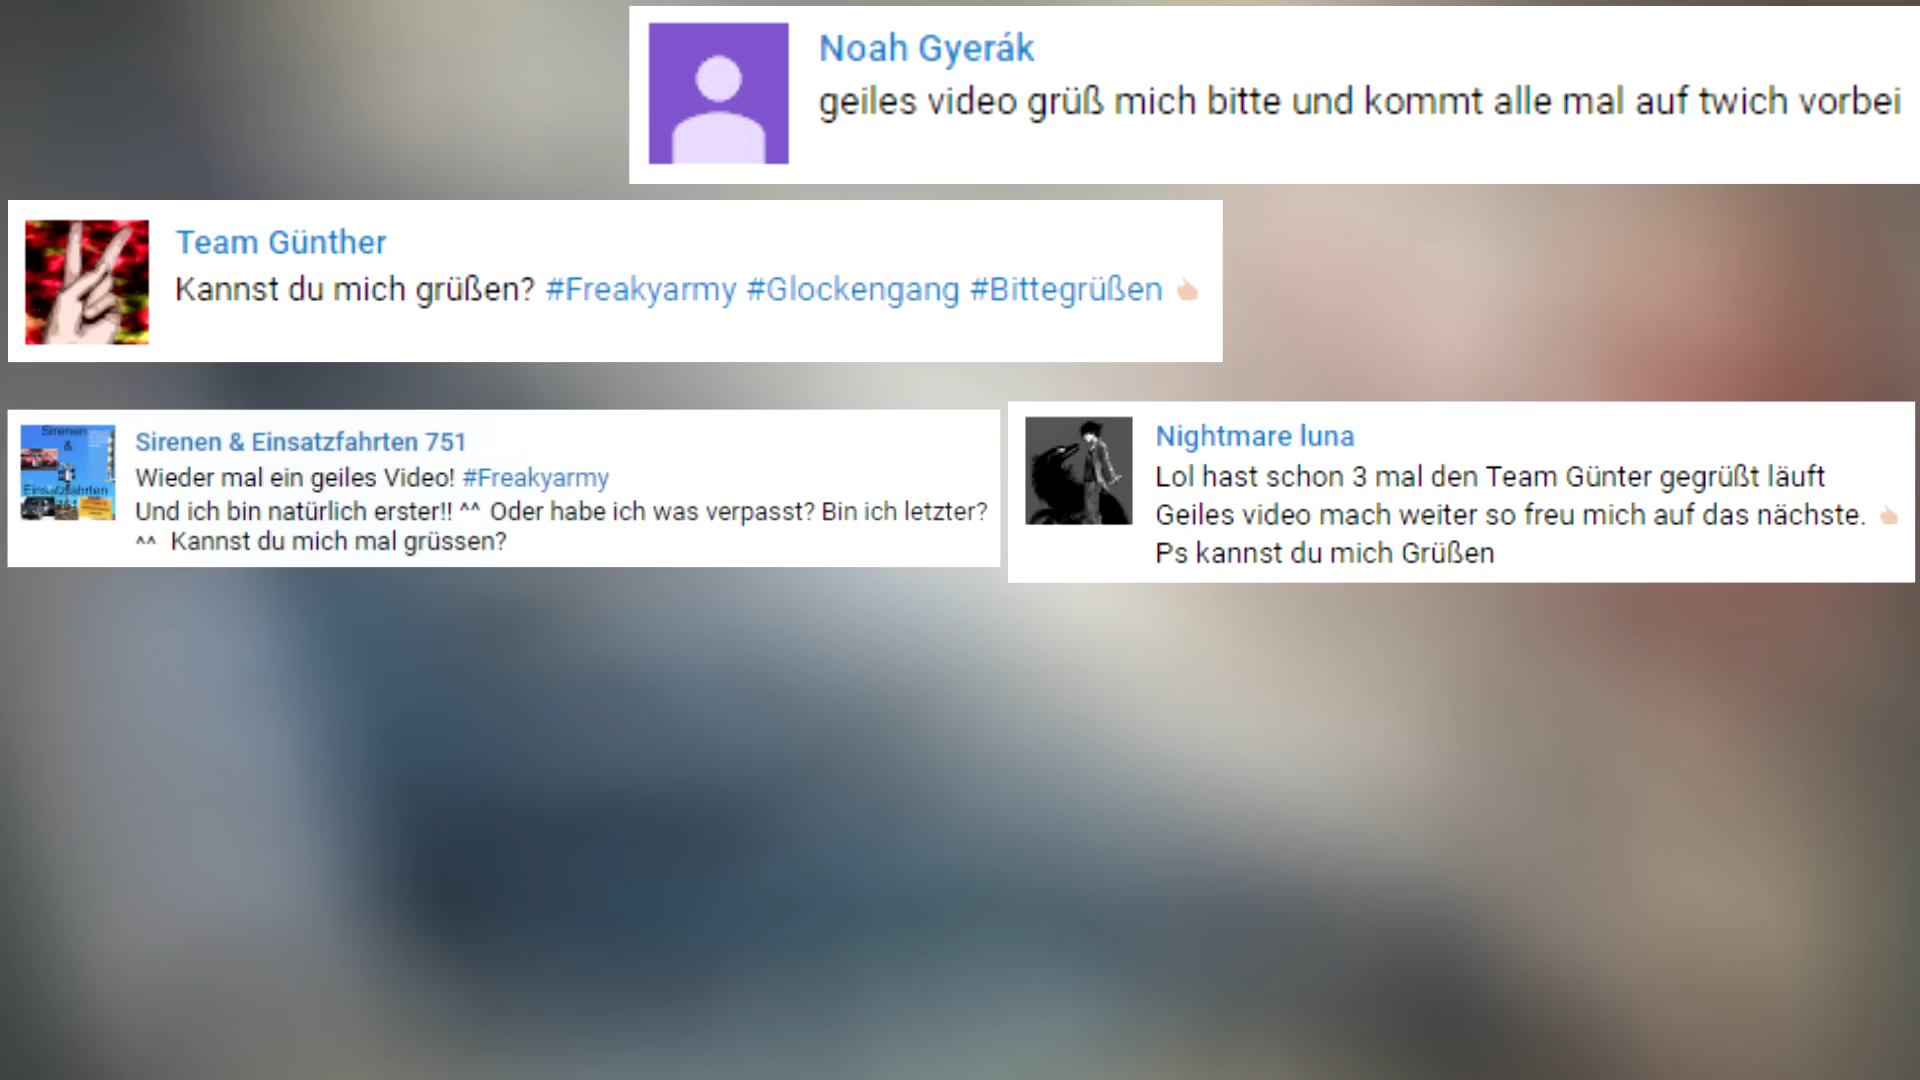 Noah Gyerák
geiles video grüß mich bitte und kommt alle mal auf twich vorbei
Team Günther
Kannst du mich grüßen? #Freakyarmy #Glockengang #Bittegrüßen
Sirenen
&
Einsatzfahrten
Sirenen & Einsatzfahrten 751
Wieder mal ein geiles Video! #Freakyarmy
Und ich bin natürlich erster!! ^^ Oder habe ich was verpasst? Bin ich letzter?
^^ Kannst du mich mal grüssen?
Nightmare luna
Lol hast schon 3 mal den Team Günter gegrüßt läuft
Geiles video mach weiter so freu mich auf das nächste.
Ps kannst du mich Grüßen